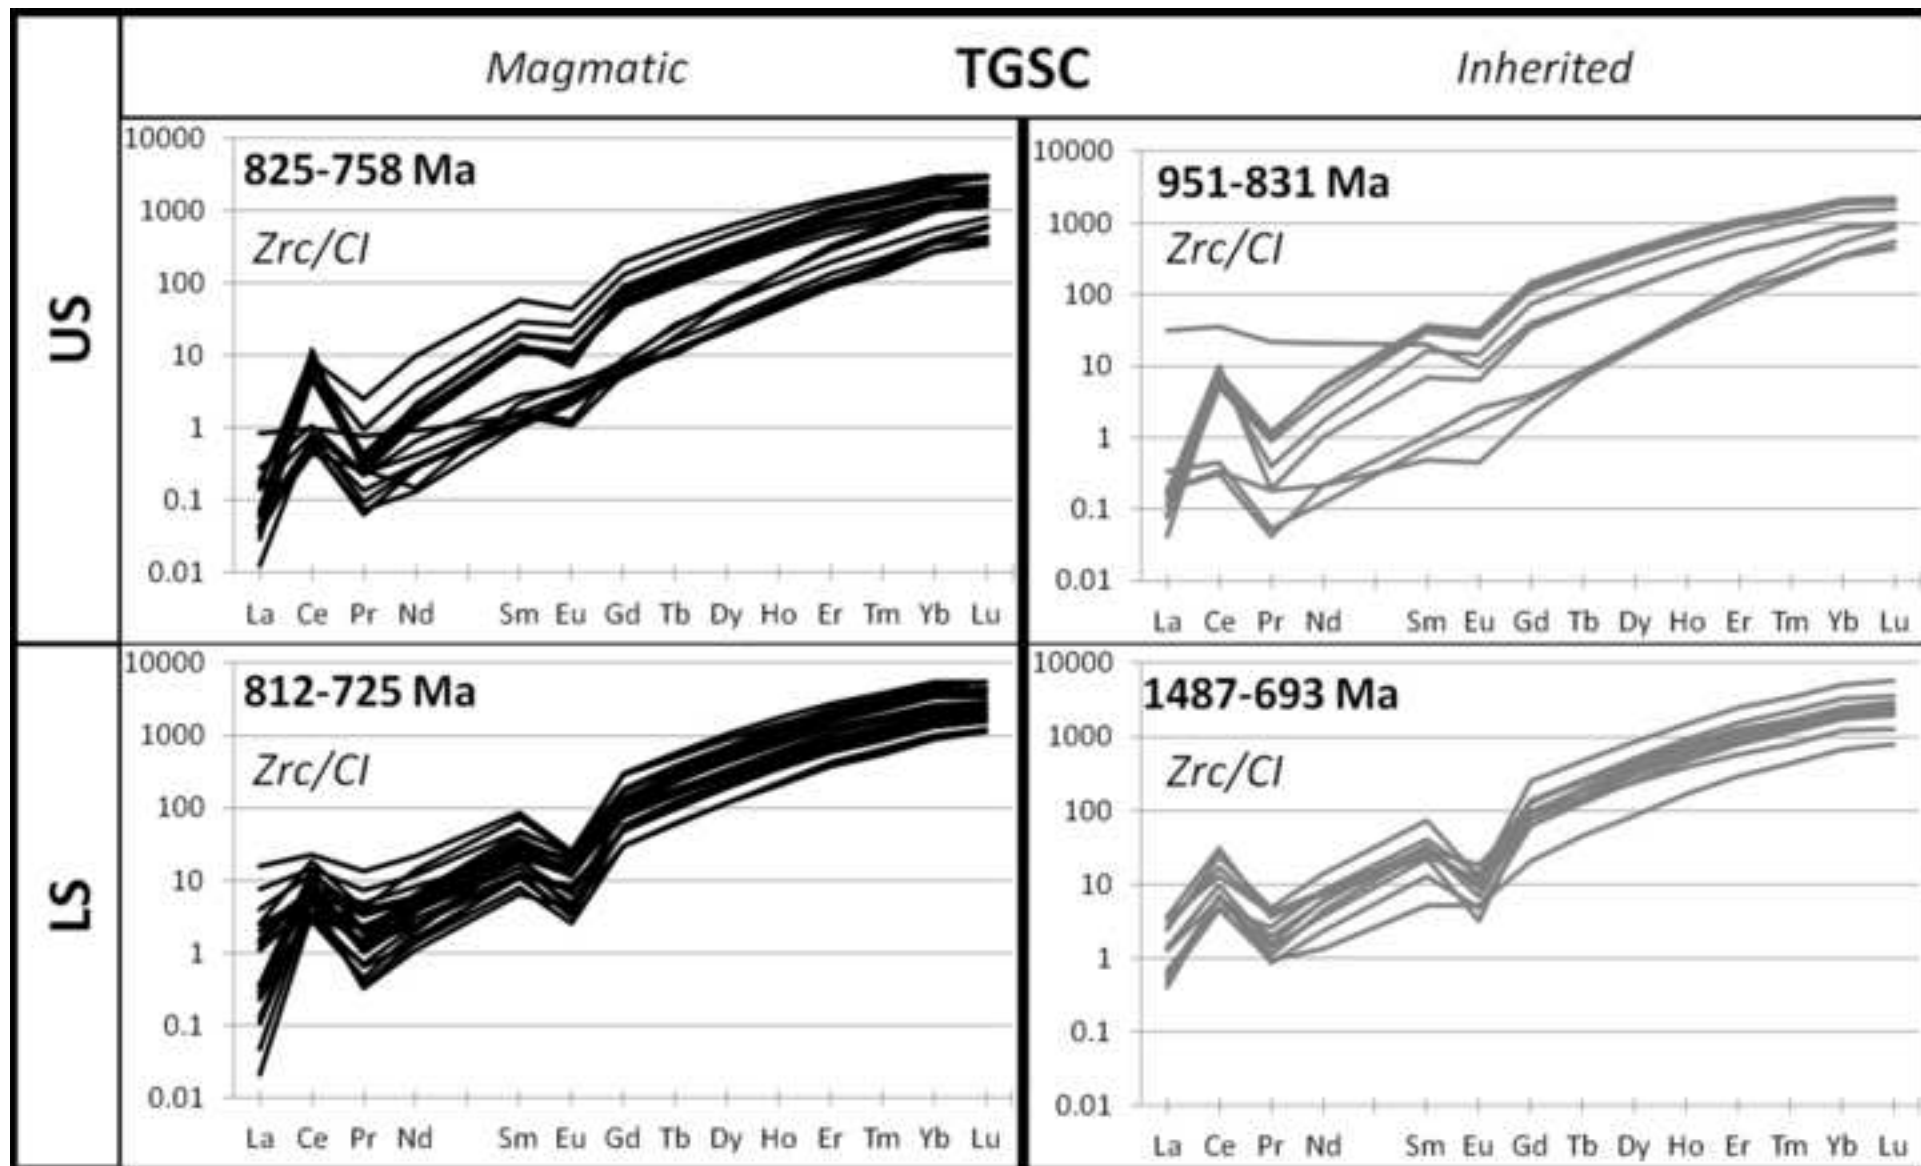 Magmatic TGSC Inherited
US
825-758 Ma
Zrc/CI
10000
1000
100
10
1
0.1
0.01
La Ce Pr Nd Sm Eu Gd Tb Dy Ho Er Tm Yb Lu
951-831 Ma
Zrc/CI
10000
1000
100
10
1
0.1
0.01
La Ce Pr Nd Sm Eu Gd Tb Dy Ho Er Tm Yb Lu
LS
812-725 Ma
Zrc/CI
10000
1000
100
10
1
0.1
0.01
La Ce Pr Nd Sm Eu Gd Tb Dy Ho Er Tm Yb Lu
1487-693 Ma
Zrc/CI
10000
1000
100
10
1
0.1
0.01
La Ce Pr Nd Sm Eu Gd Tb Dy Ho Er Tm Yb Lu